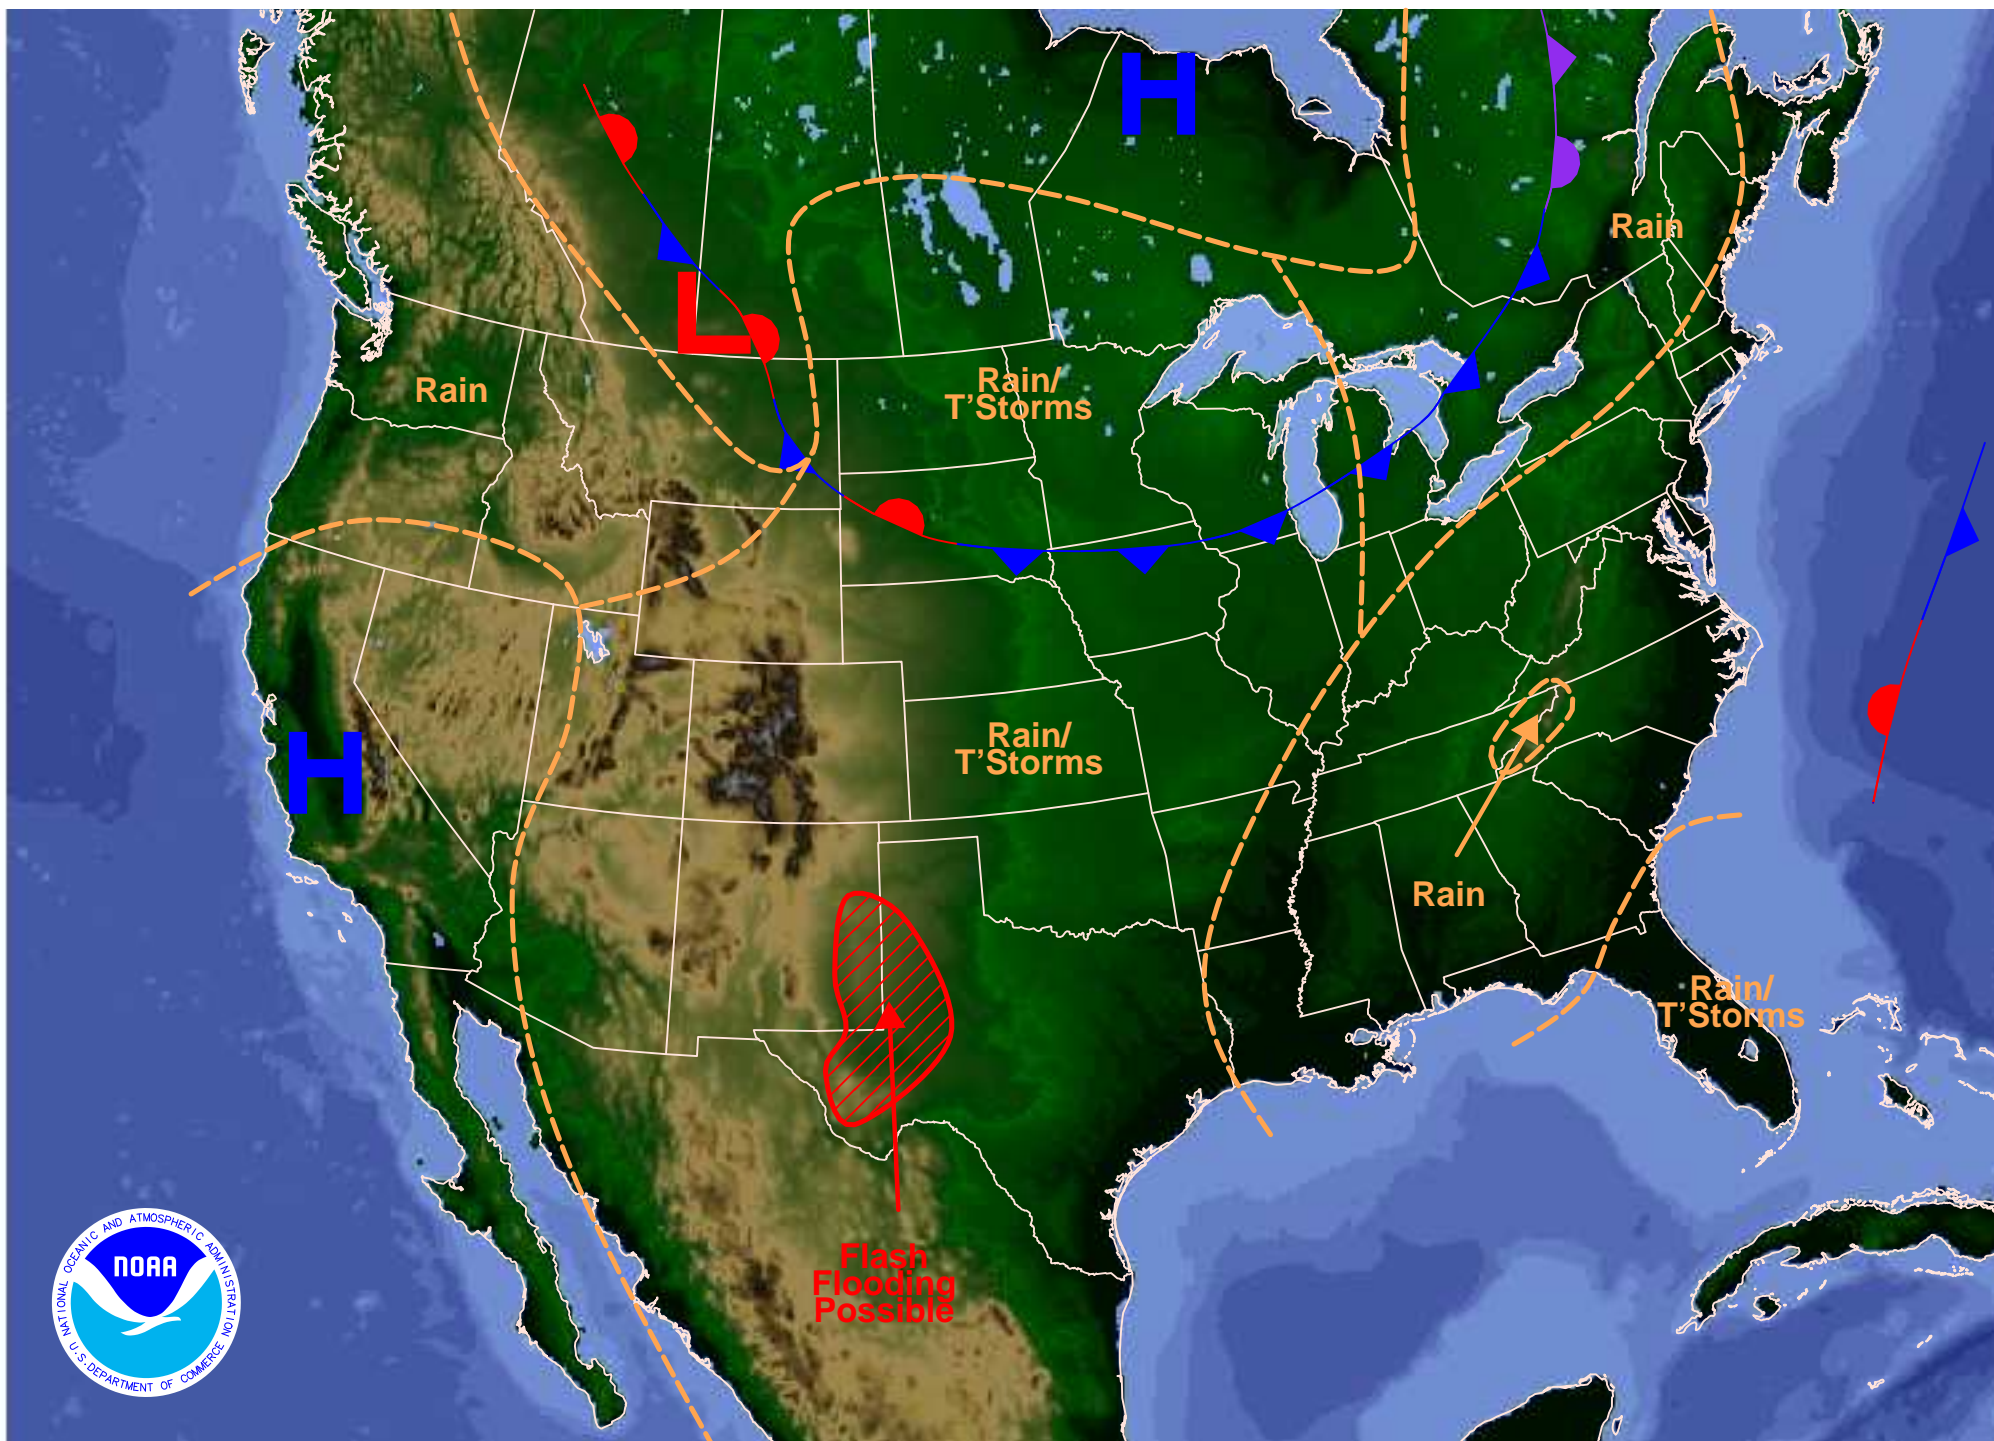 H
Rain
L
Rain
Rain/
T'Storms
H
Rain/
T'Storms
Rain
Rain/
T'Storms
Flash
Flooding
Possible
NATIONAL OCEANIC AND ATMOSPHERIC ADMINISTRATION
NOAA
U.S. DEPARTMENT OF COMMERCE